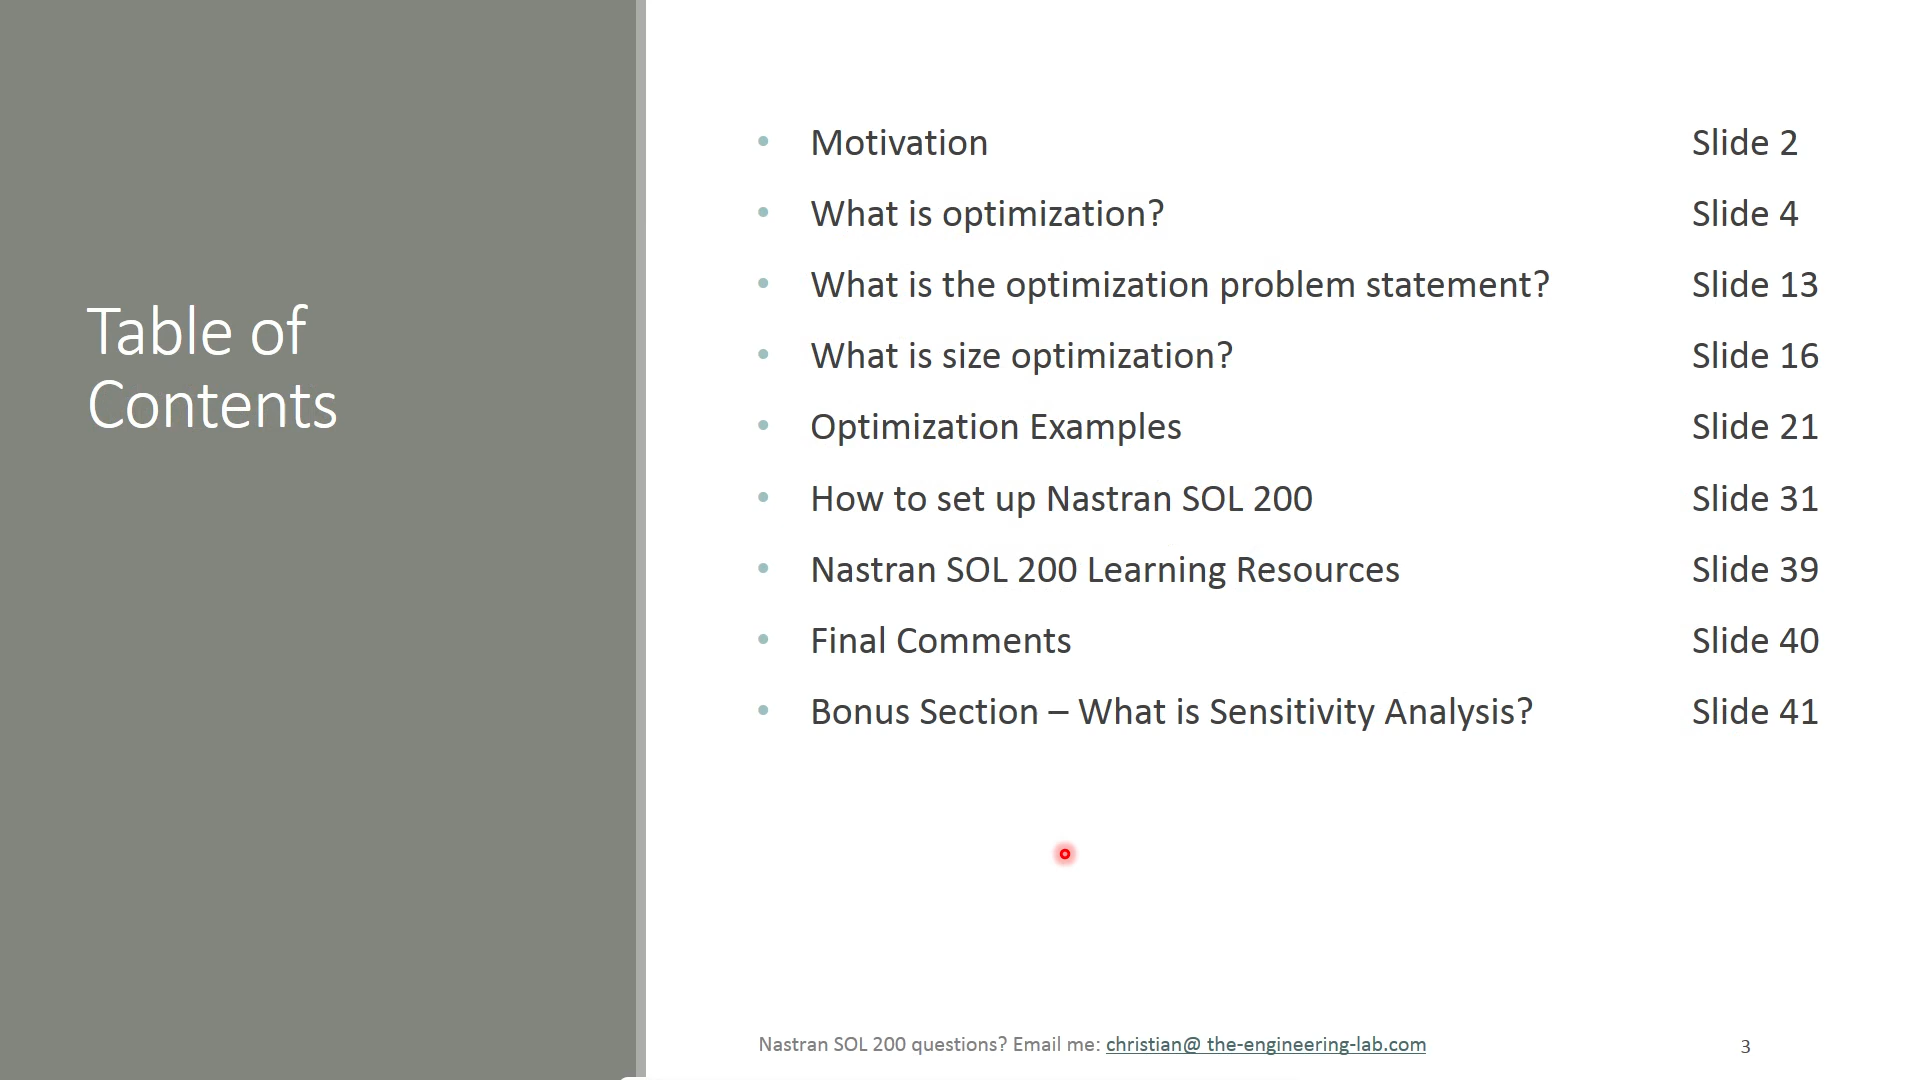 Table of
Contents
• Motivation Slide 2
• What is optimization? Slide 4
• What is the optimization problem statement? Slide 13
• What is size optimization? Slide 16
• Optimization Examples Slide 21
• How to set up Nastran SOL 200 Slide 31
• Nastran SOL 200 Learning Resources Slide 39
• Final Comments Slide 40
• Bonus Section – What is Sensitivity Analysis? Slide 41
Nastran SOL 200 questions? Email me: christian@ the-engineering-lab.com 3